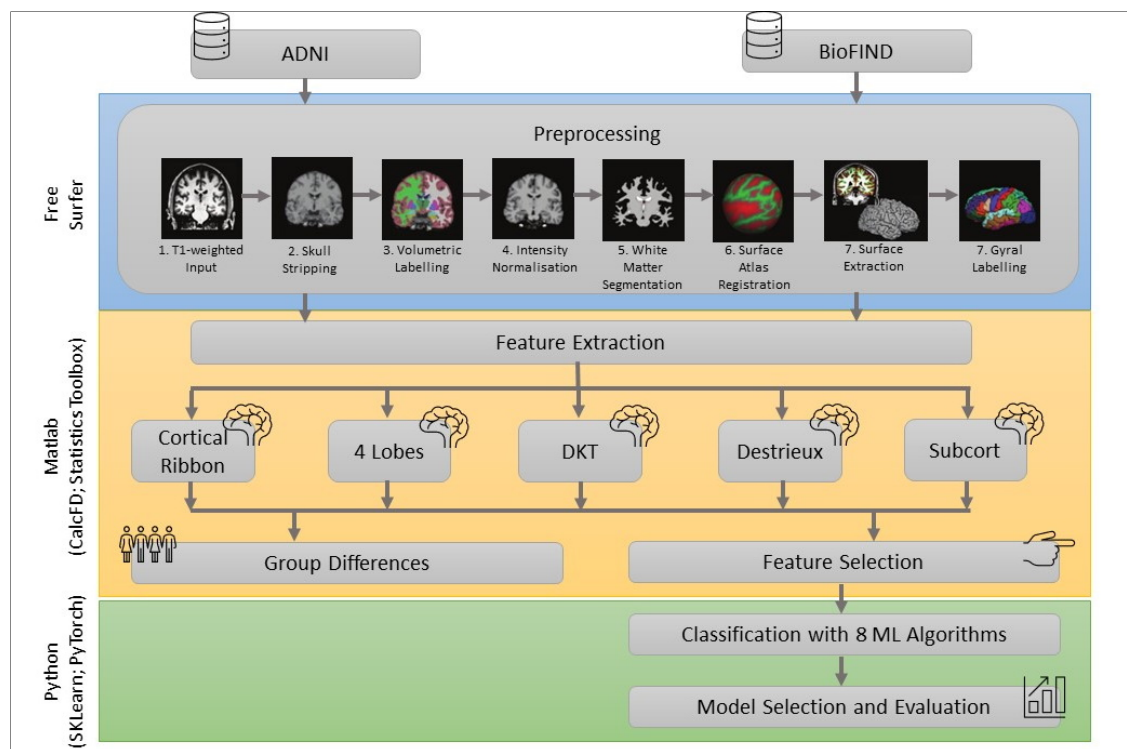 ADNI
BioFIND
Free
Surfer
Preprocessing
1. T1-weighted
Input
2. Skull
Stripping
3. Volumetric
Labelling
4. Intensity
Normalisation
5. White
Matter
Segmentation
6. Surface
Atlas
Registration
7. Surface
Extraction
7. Gyral
Labelling
Matlab
(CalcFD; Statistics Toolbox)
Feature Extraction
Cortical
Ribbon
4 Lobes
DKT
Destrieux
Subcort
Group Differences
Feature Selection
Python
(SKLearn; PyTorch)
Classification with 8 ML Algorithms
Model Selection and Evaluation